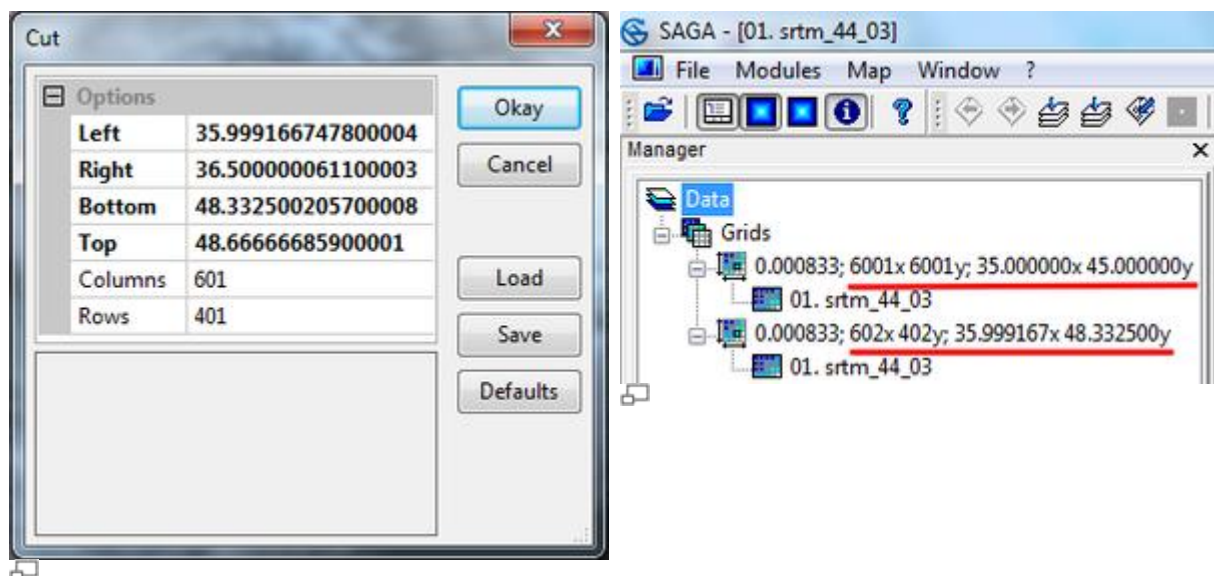 Cut
Options
Left 35.999166747800004
Right 36.500000061100003
Bottom 48.332500205700008
Top 48.66666685900001
Columns 601
Rows 401
Okay
Cancel
Load
Save
Defaults
SAGA - [01. srtm_44_03]
File Modules Map Window ?
Manager
Data
Grids
0.000833; 6001x 6001y; 35.000000x 45.000000y
01. srtm_44_03
0.000833; 602x 402y; 35.999167x 48.332500y
01. srtm_44_03